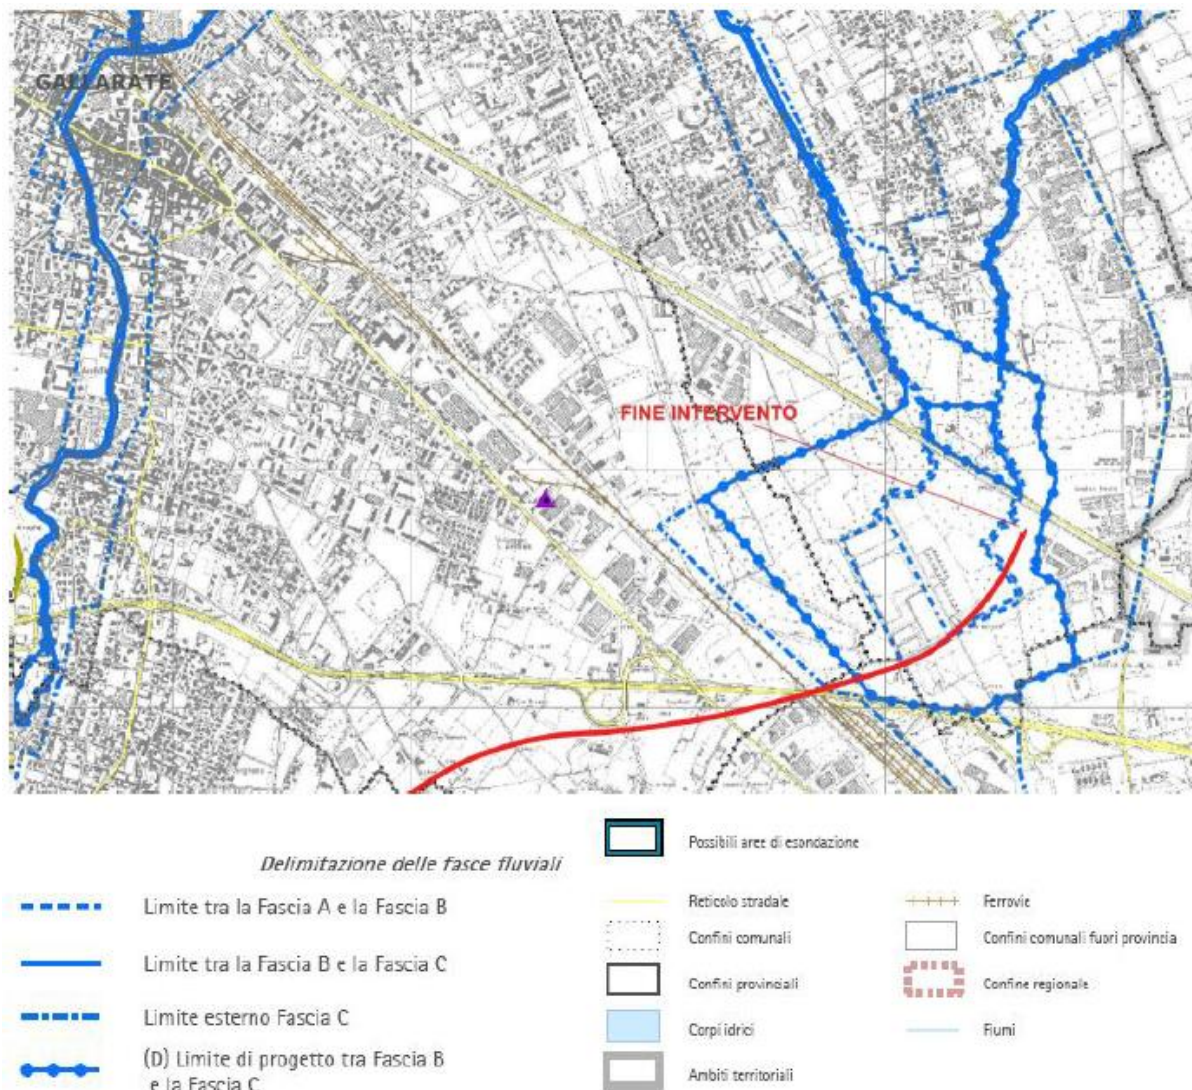 GALLARATE
FINE INTERVENTO
Delimitazione delle fasce fluviali
Limite tra la Fascia A e la Fascia B
Limite tra la Fascia B e la Fascia C
Limite esterno Fascia C
(D) Limite di progetto tra Fascia B
e la Fascia C
Possibili aree di esondazione
Reticolo stradale
Confini comunali
Confini provinciali
Corpi idrici
Ambiti territoriali
Ferrovie
Confini comunali fuori provincia
Confine regionale
Fiumi